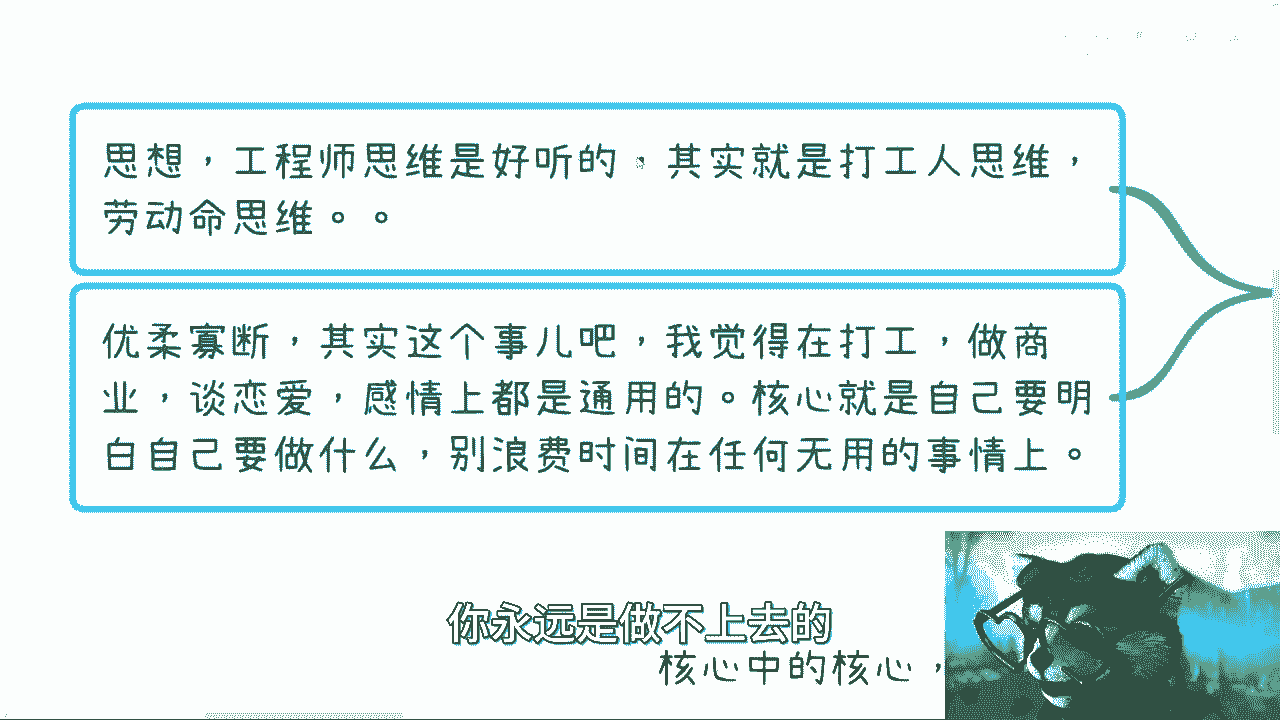 思想，工程师思维是好听的，其实就是打工人思维，
劳动命思维。。
优柔寡断，其实这个事儿吧，我觉得在打工，做商
业，谈恋爱，感情上都是通用的。核心就是自己要明
白自己要做什么，别浪费时间在任何无用的事情上。
你永远是做不上去的
核心中的核心，